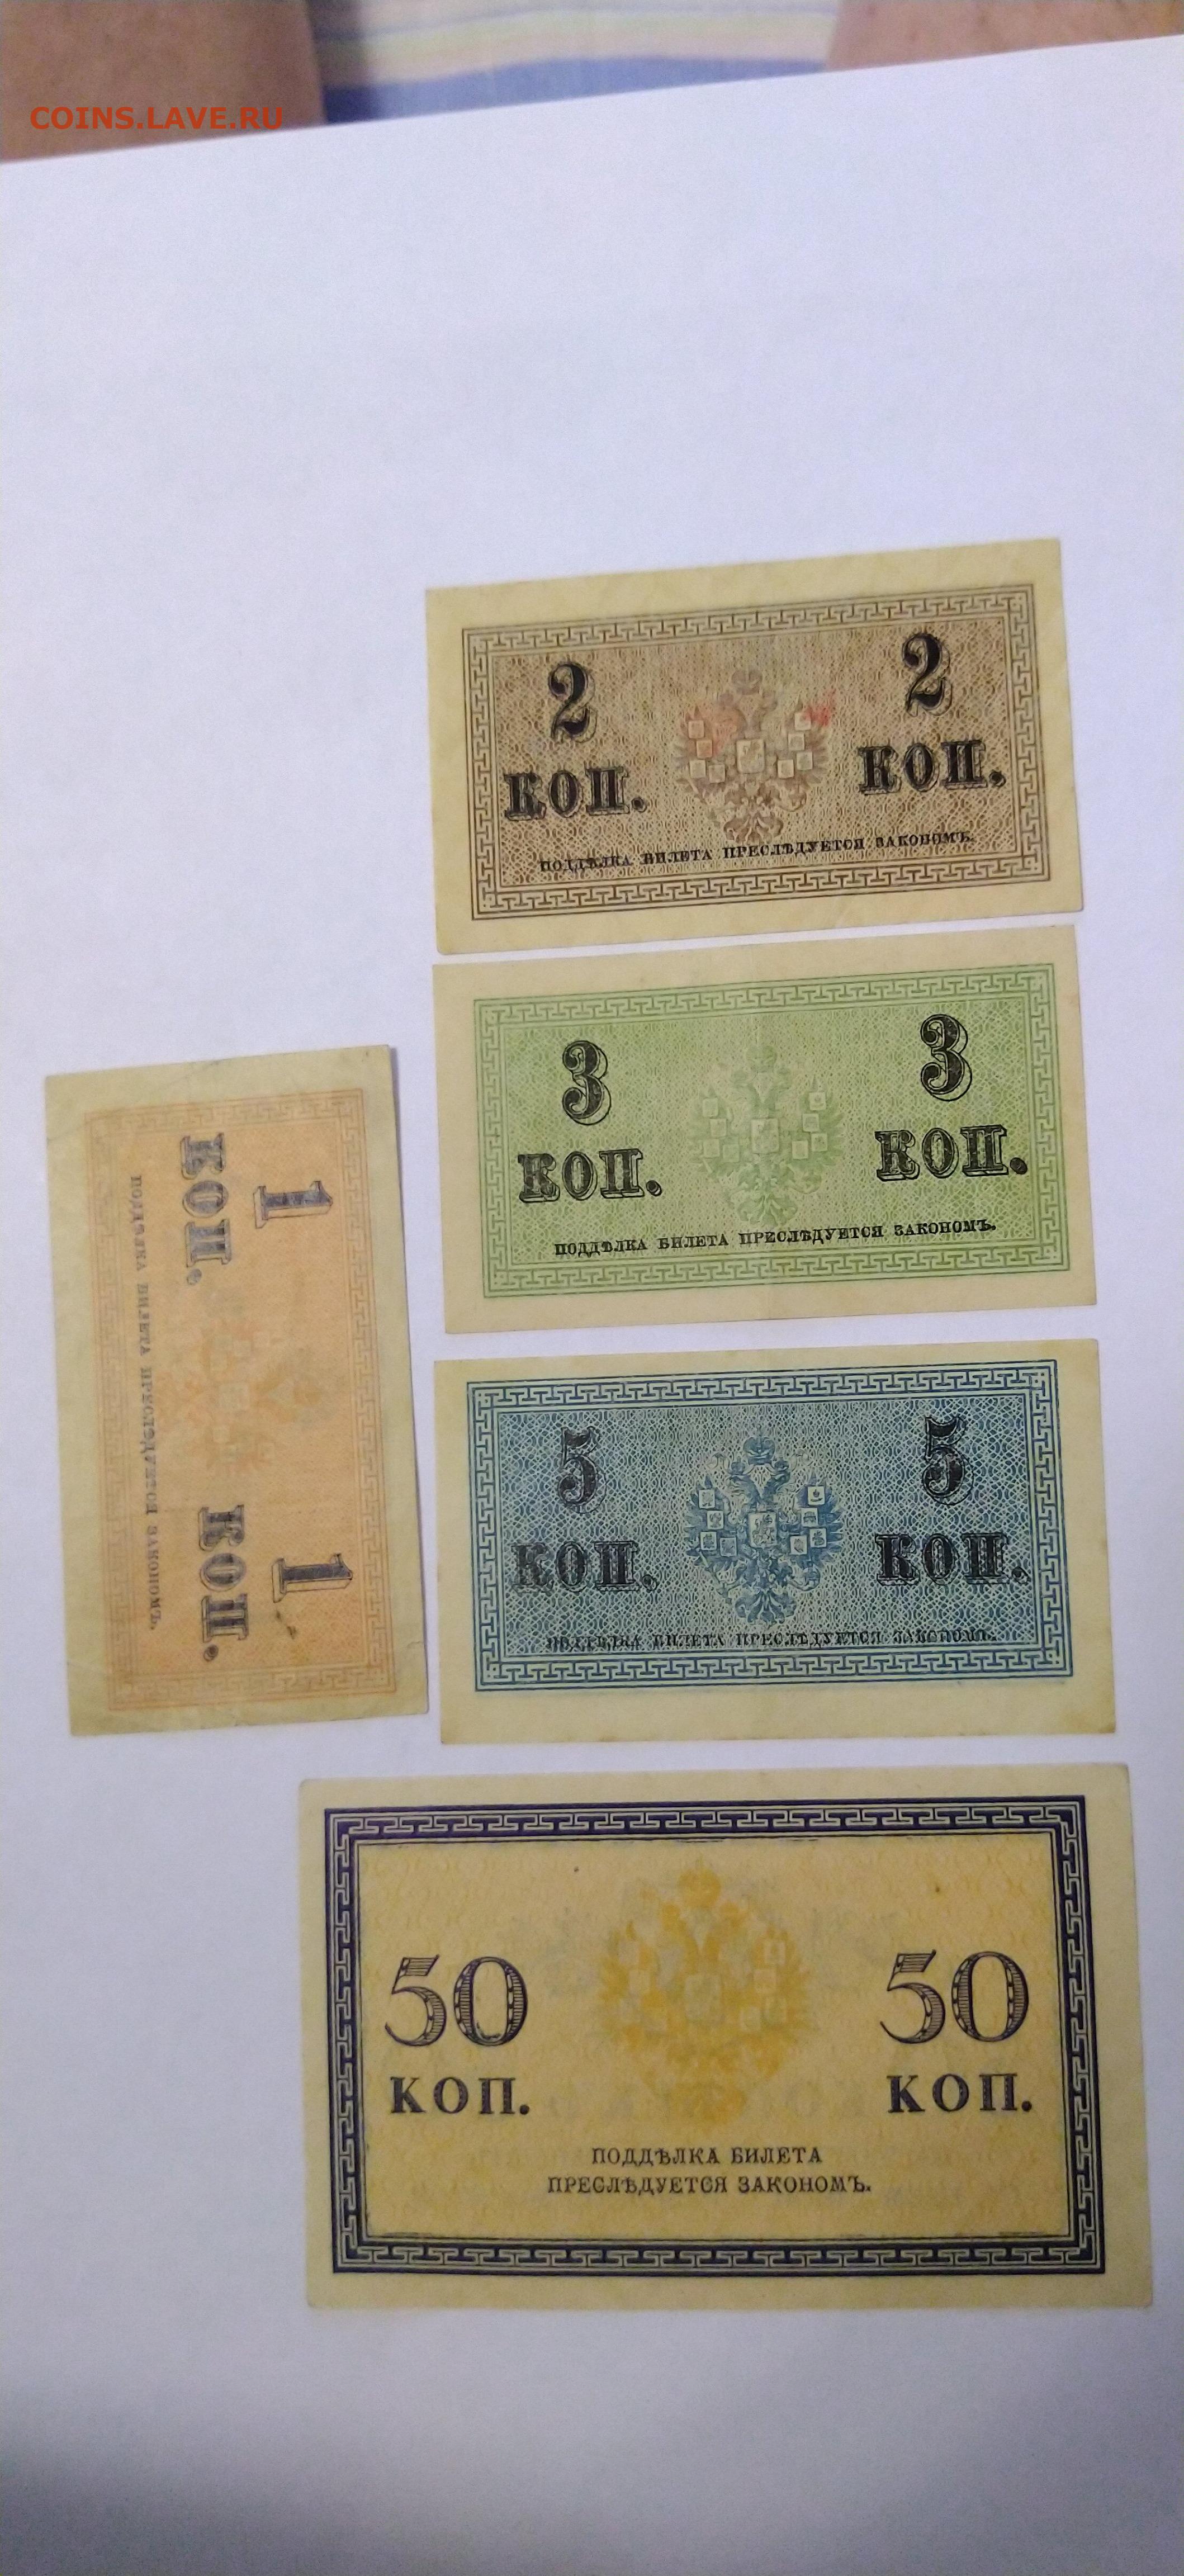 COINS.LAVE.RU
2 2
КОП. КОП.
ПОДДѢЛКА БИЛЕТА ПРЕСЛѢДУЕТСЯ ЗАКОНОМЪ.
3 3
КОП. КОП.
ПОДДѢЛКА БИЛЕТА ПРЕСЛѢДУЕТСЯ ЗАКОНОМЪ.
1 1
КОП. КОП.
ПОДДѢЛКА БИЛЕТА ПРЕСЛѢДУЕТСЯ ЗАКОНОМЪ.
5 5
КОП. КОП.
ПОДДѢЛКА БИЛЕТА ПРЕСЛѢДУЕТСЯ ЗАКОНОМЪ.
50 50
КОП. КОП.
ПОДДѢЛКА БИЛЕТА
ПРЕСЛѢДУЕТСЯ ЗАКОНОМЪ.